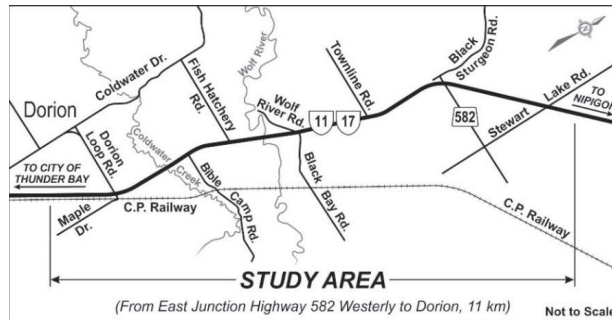 Coldwater Dr.
Fish Hatchery
Rd.
Wolf River
Townline Rd.
Black
Sturgeon Rd.
Lake Rd.
TO
NIPIGON
Dorion
Wolf
River Rd.
11
17
582
Stewart
Dorion
Loop Rd.
Coldwater
Creek
TO CITY OF
THUNDER BAY
Bible
Camp Rd.
Black
Bay Rd.
Maple
Dr.
C.P. Railway
C.P. Railway
STUDY AREA
(From East Junction Highway 582 Westerly to Dorion, 11 km)
Not to Scale